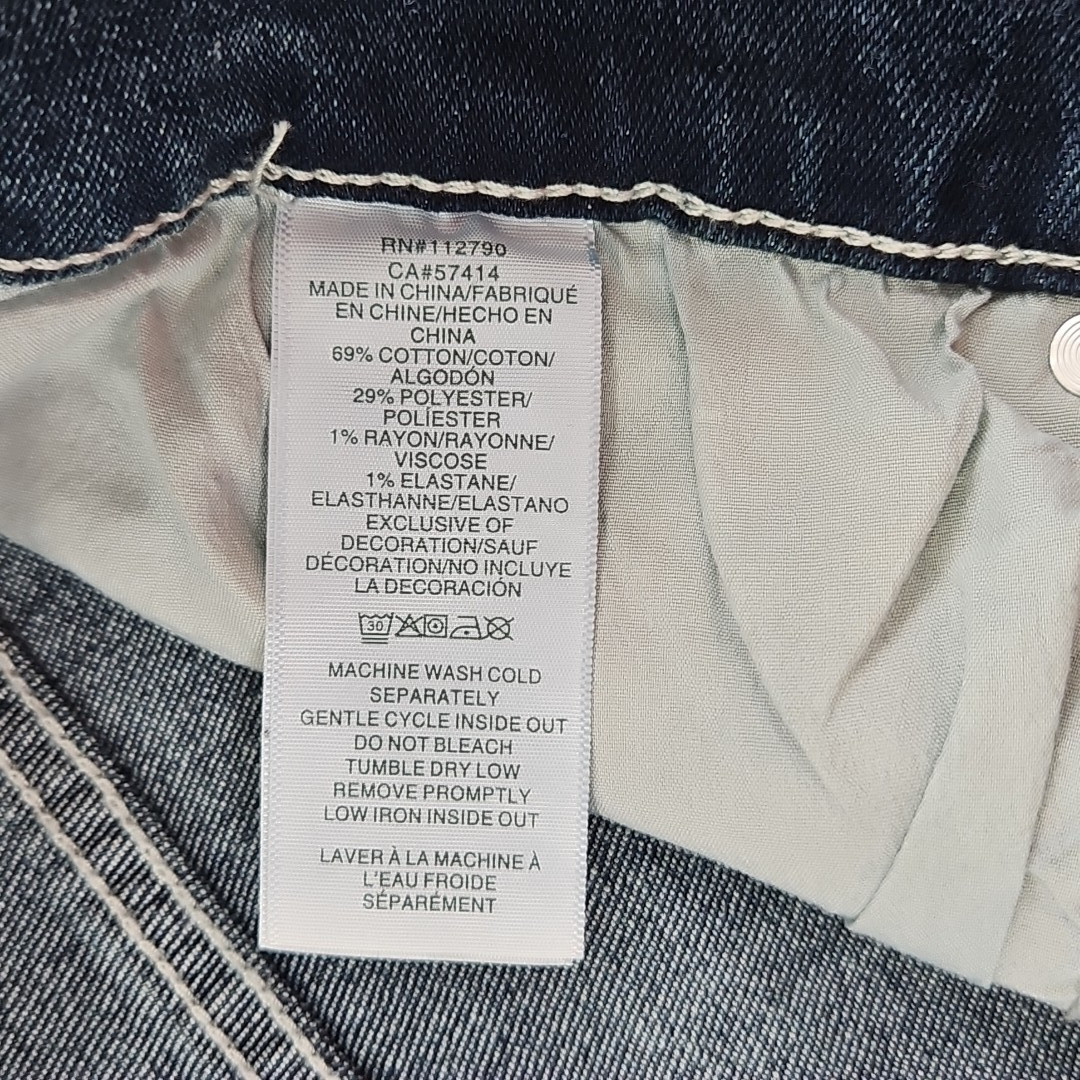 RN#112790
CA#57414
MADE IN CHINA/FABRIQUÉ
EN CHINE/HECHO EN
CHINA
69% COTTON/COTON/
ALGODÓN
29% POLYESTER/
POLÍESTER
1% RAYON/RAYONNE/
VISCOSE
1% ELASTANE/
ELASTHANNE/ELASTANO
EXCLUSIVE OF
DECORATION/SAUF
DÉCORATION/NO INCLUYE
LA DECORACIÓN
30
MACHINE WASH COLD
SEPARATELY
GENTLE CYCLE INSIDE OUT
DO NOT BLEACH
TUMBLE DRY LOW
REMOVE PROMPTLY
LOW IRON INSIDE OUT
LAVER À LA MACHINE À
L'EAU FROIDE
SÉPARÉMENT